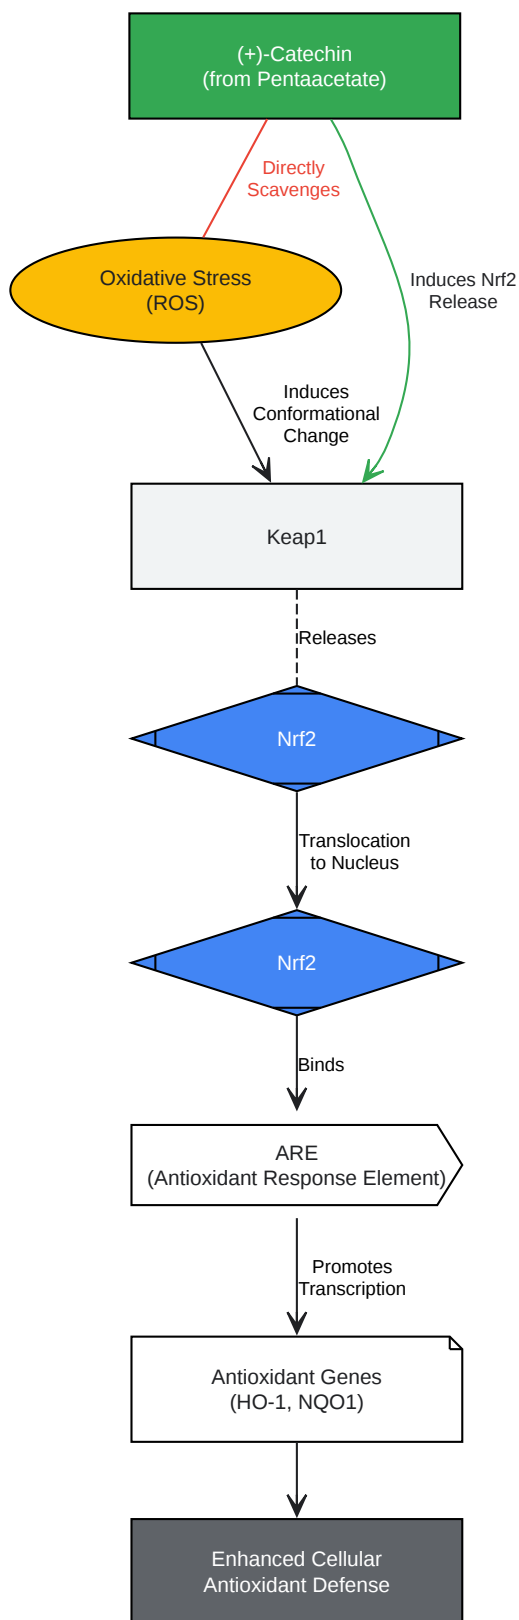 (+)-Catechin
(from Pentaacetate)
Directly
Scavenges
Oxidative Stress
(ROS)
Induces Nrf2
Release
Induces
Conformational
Change
Keap1
Releases
Nrf2
Translocation
to Nucleus
Nrf2
Binds
ARE
(Antioxidant Response Element)
Promotes
Transcription
Antioxidant Genes
(HO-1, NQO1)
Enhanced Cellular
Antioxidant Defense